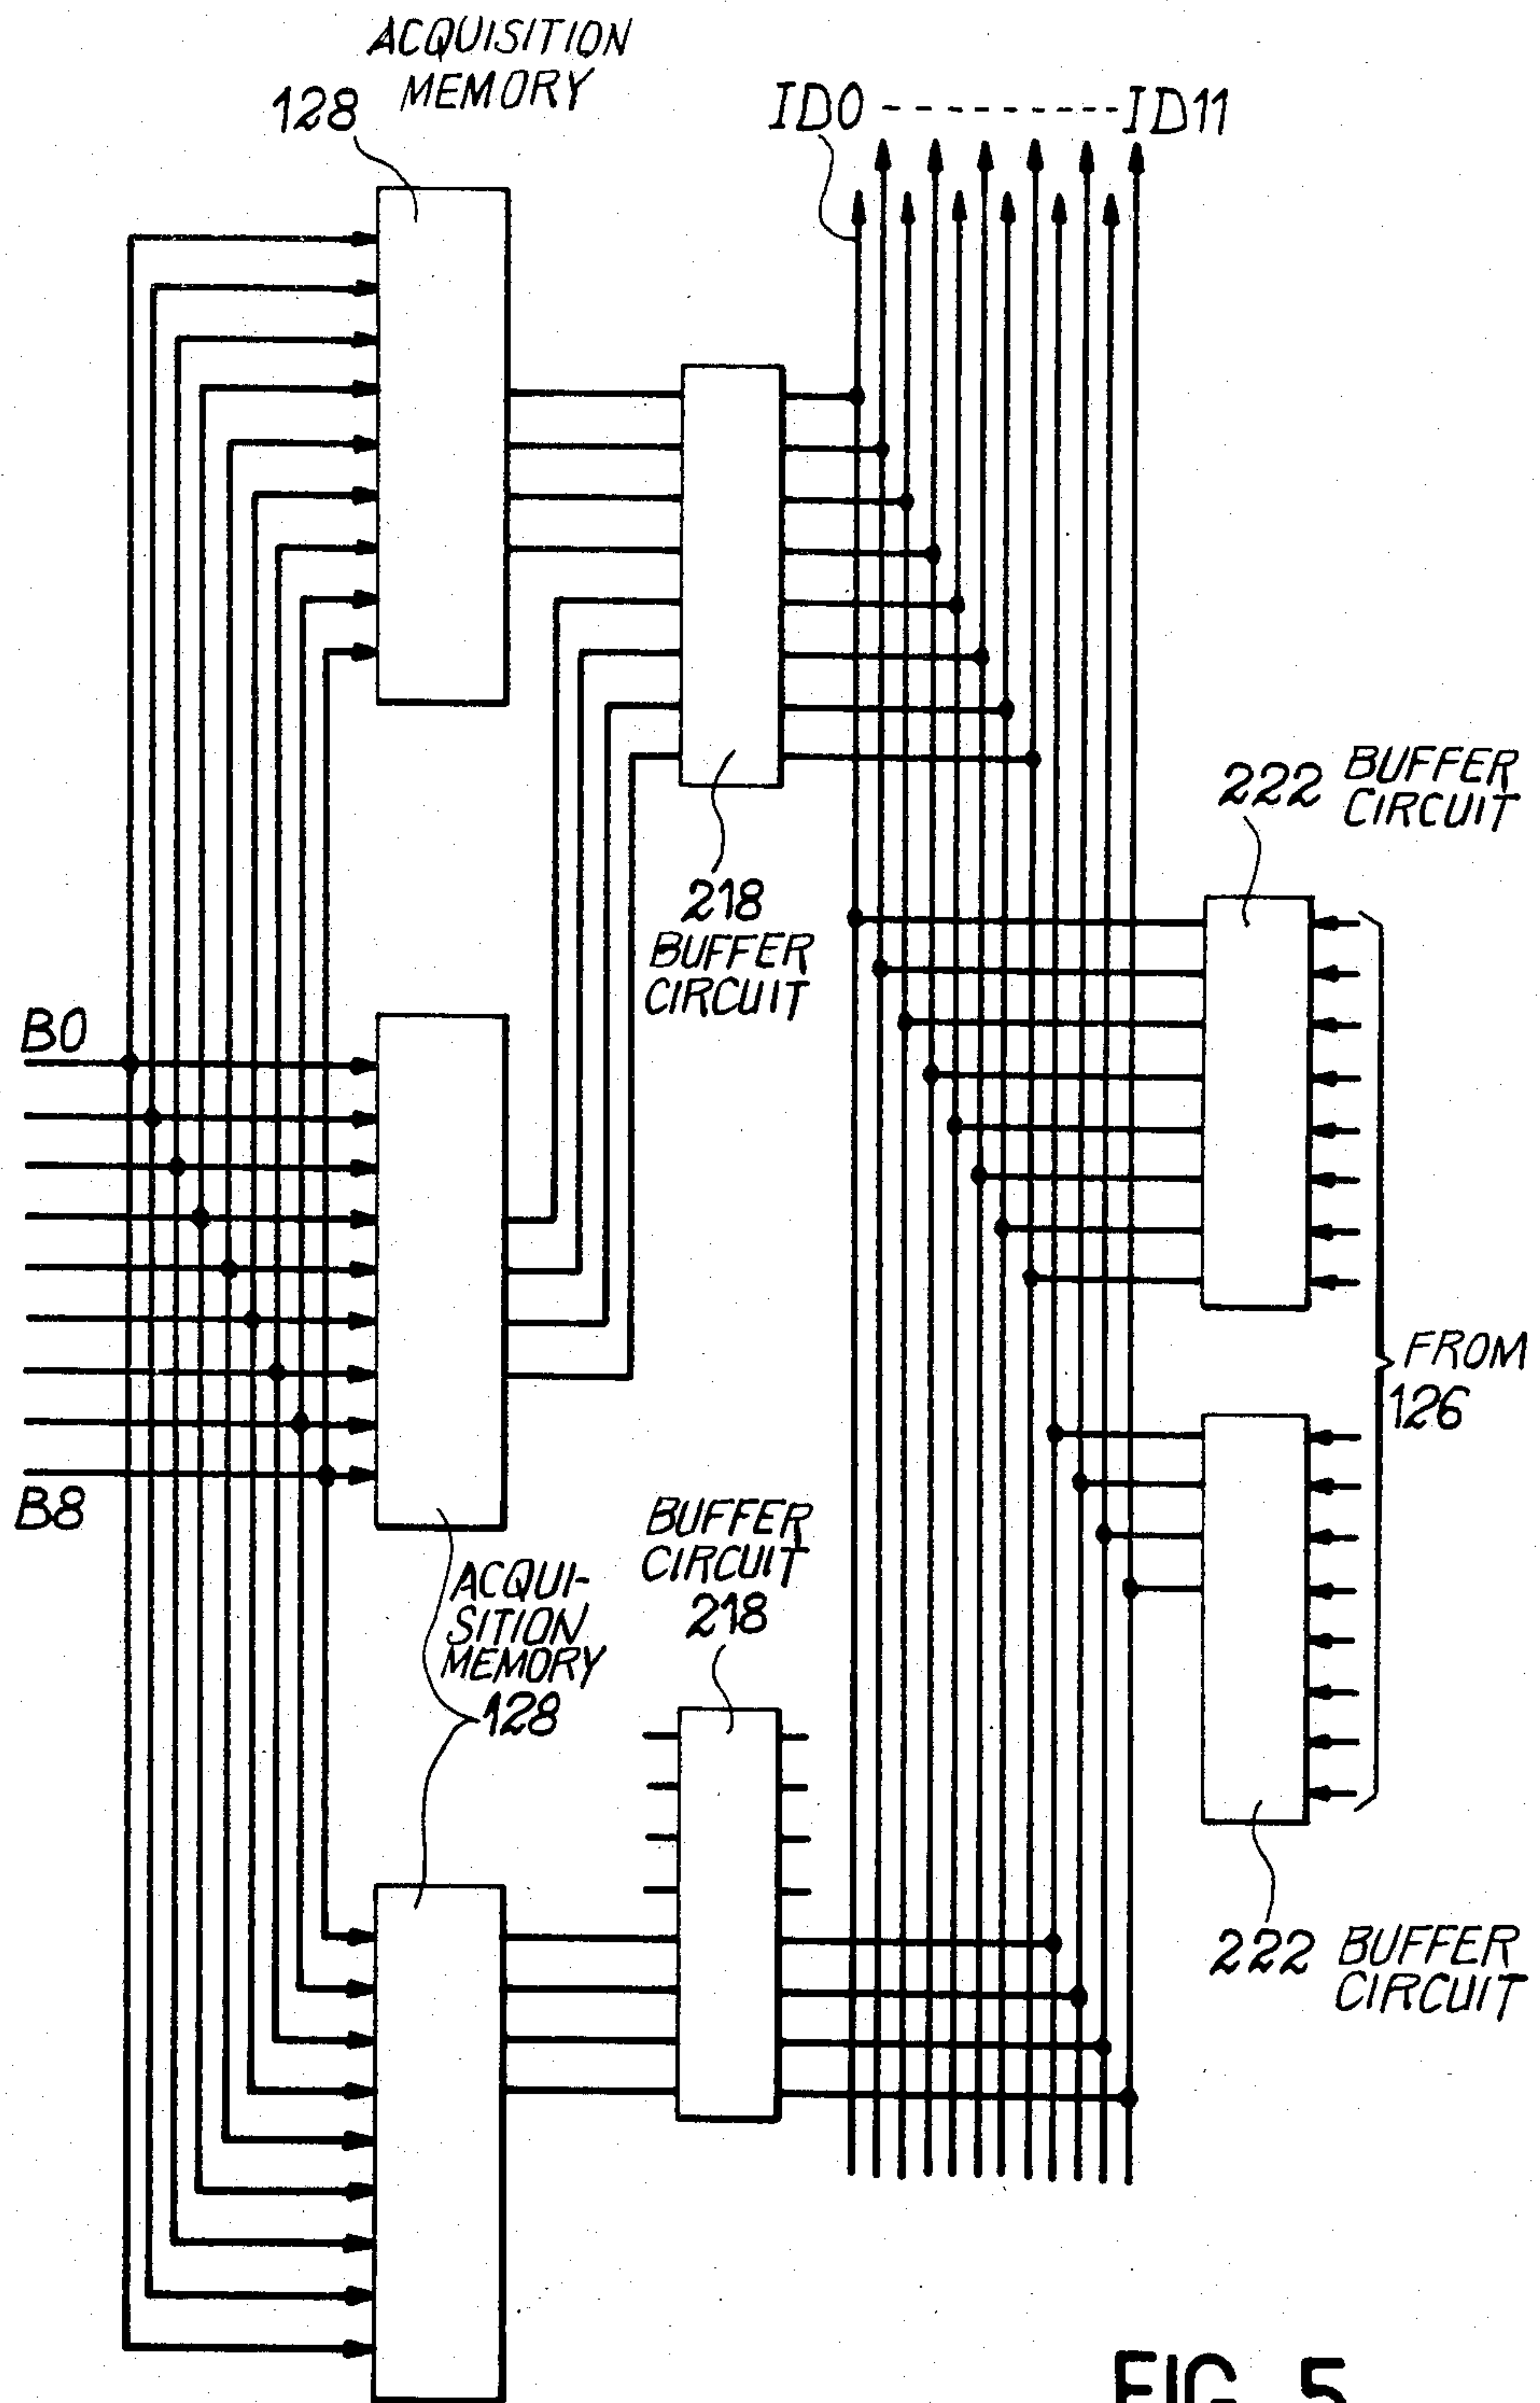 ACQUISITION
MEMORY
128
ID0 ---------- ID11
222 BUFFER
CIRCUIT
218
BUFFER
CIRCUIT
B0
FROM
126
B8
BUFFER
CIRCUIT
218
ACQUI-
SITION
MEMORY
128
222 BUFFER
CIRCUIT
FIG. 5